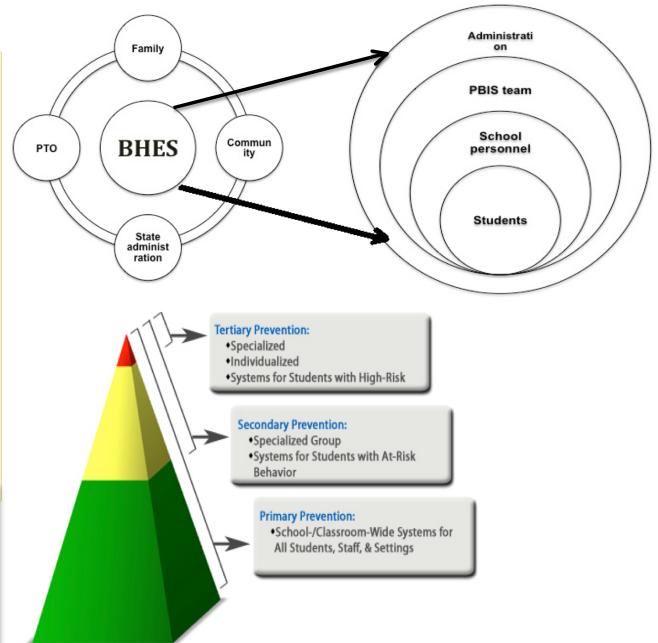 Family
PTO
BHES
Commun
ity
State
administ
ration
Administrati
on
PBIS team
School
personnel
Students
Tertiary Prevention:
♦Specialized
♦Individualized
♦Systems for Students with High-Risk
Secondary Prevention:
♦Specialized Group
♦Systems for Students with At-Risk
Behavior
Primary Prevention:
♦School-/Classroom-Wide Systems for
All Students, Staff, & Settings